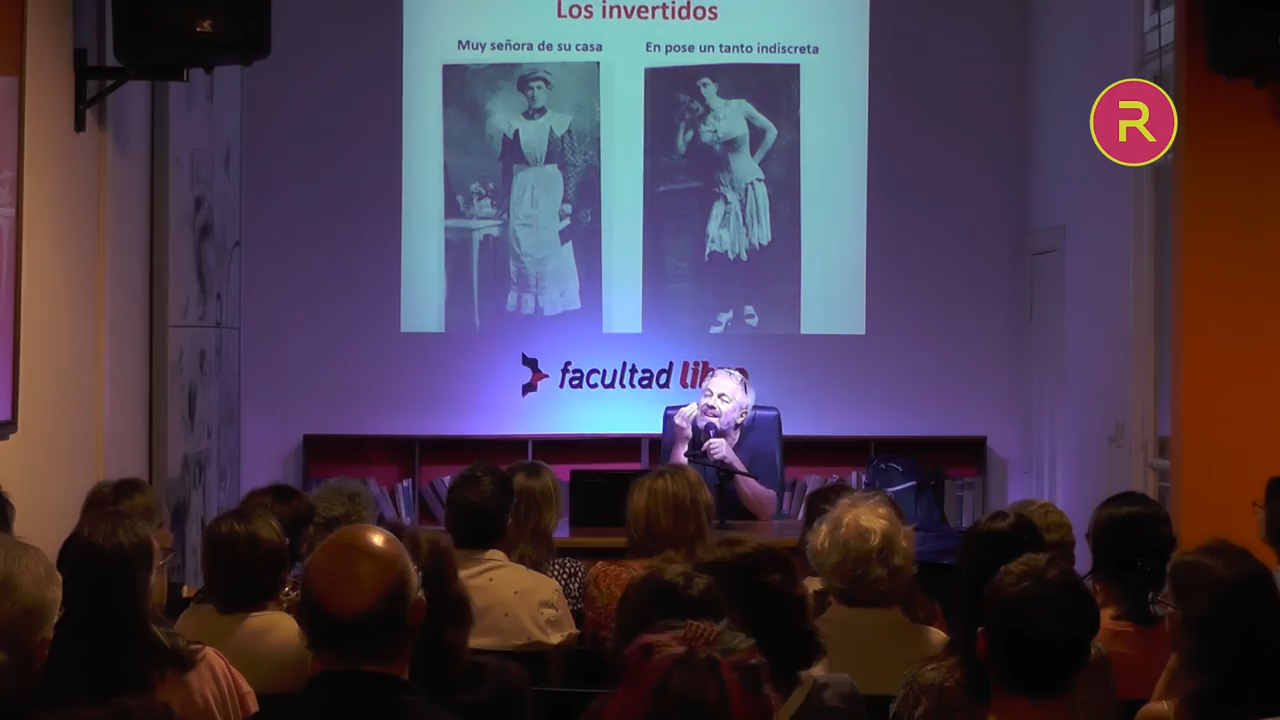 Los invertidos
Muy señora de su casa
En pose un tanto indiscreta
R
facultad